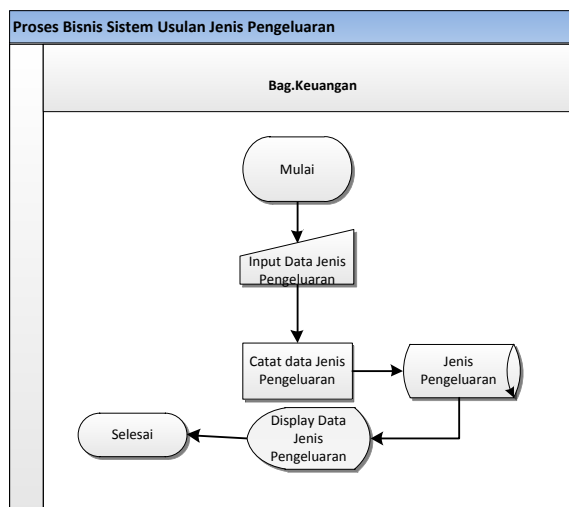 Proses Bisnis Sistem Usulan Jenis Pengeluaran
Bag.Keuangan
Mulai
Input Data Jenis
Pengeluaran
Catat data Jenis
Pengeluaran
Jenis
Pengeluaran
Display Data
Jenis
Pengeluaran
Selesai